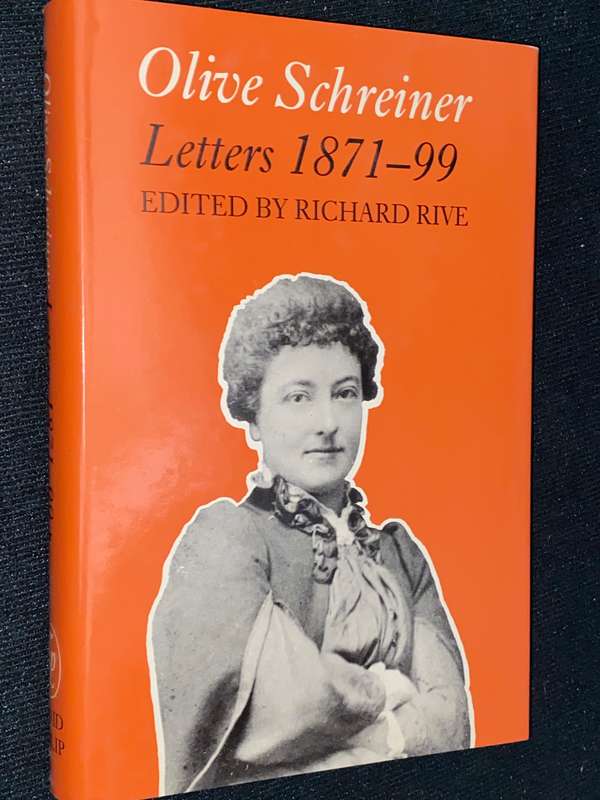 Olive Schreiner
Letters 1871–99
EDITED BY RICHARD RIVE